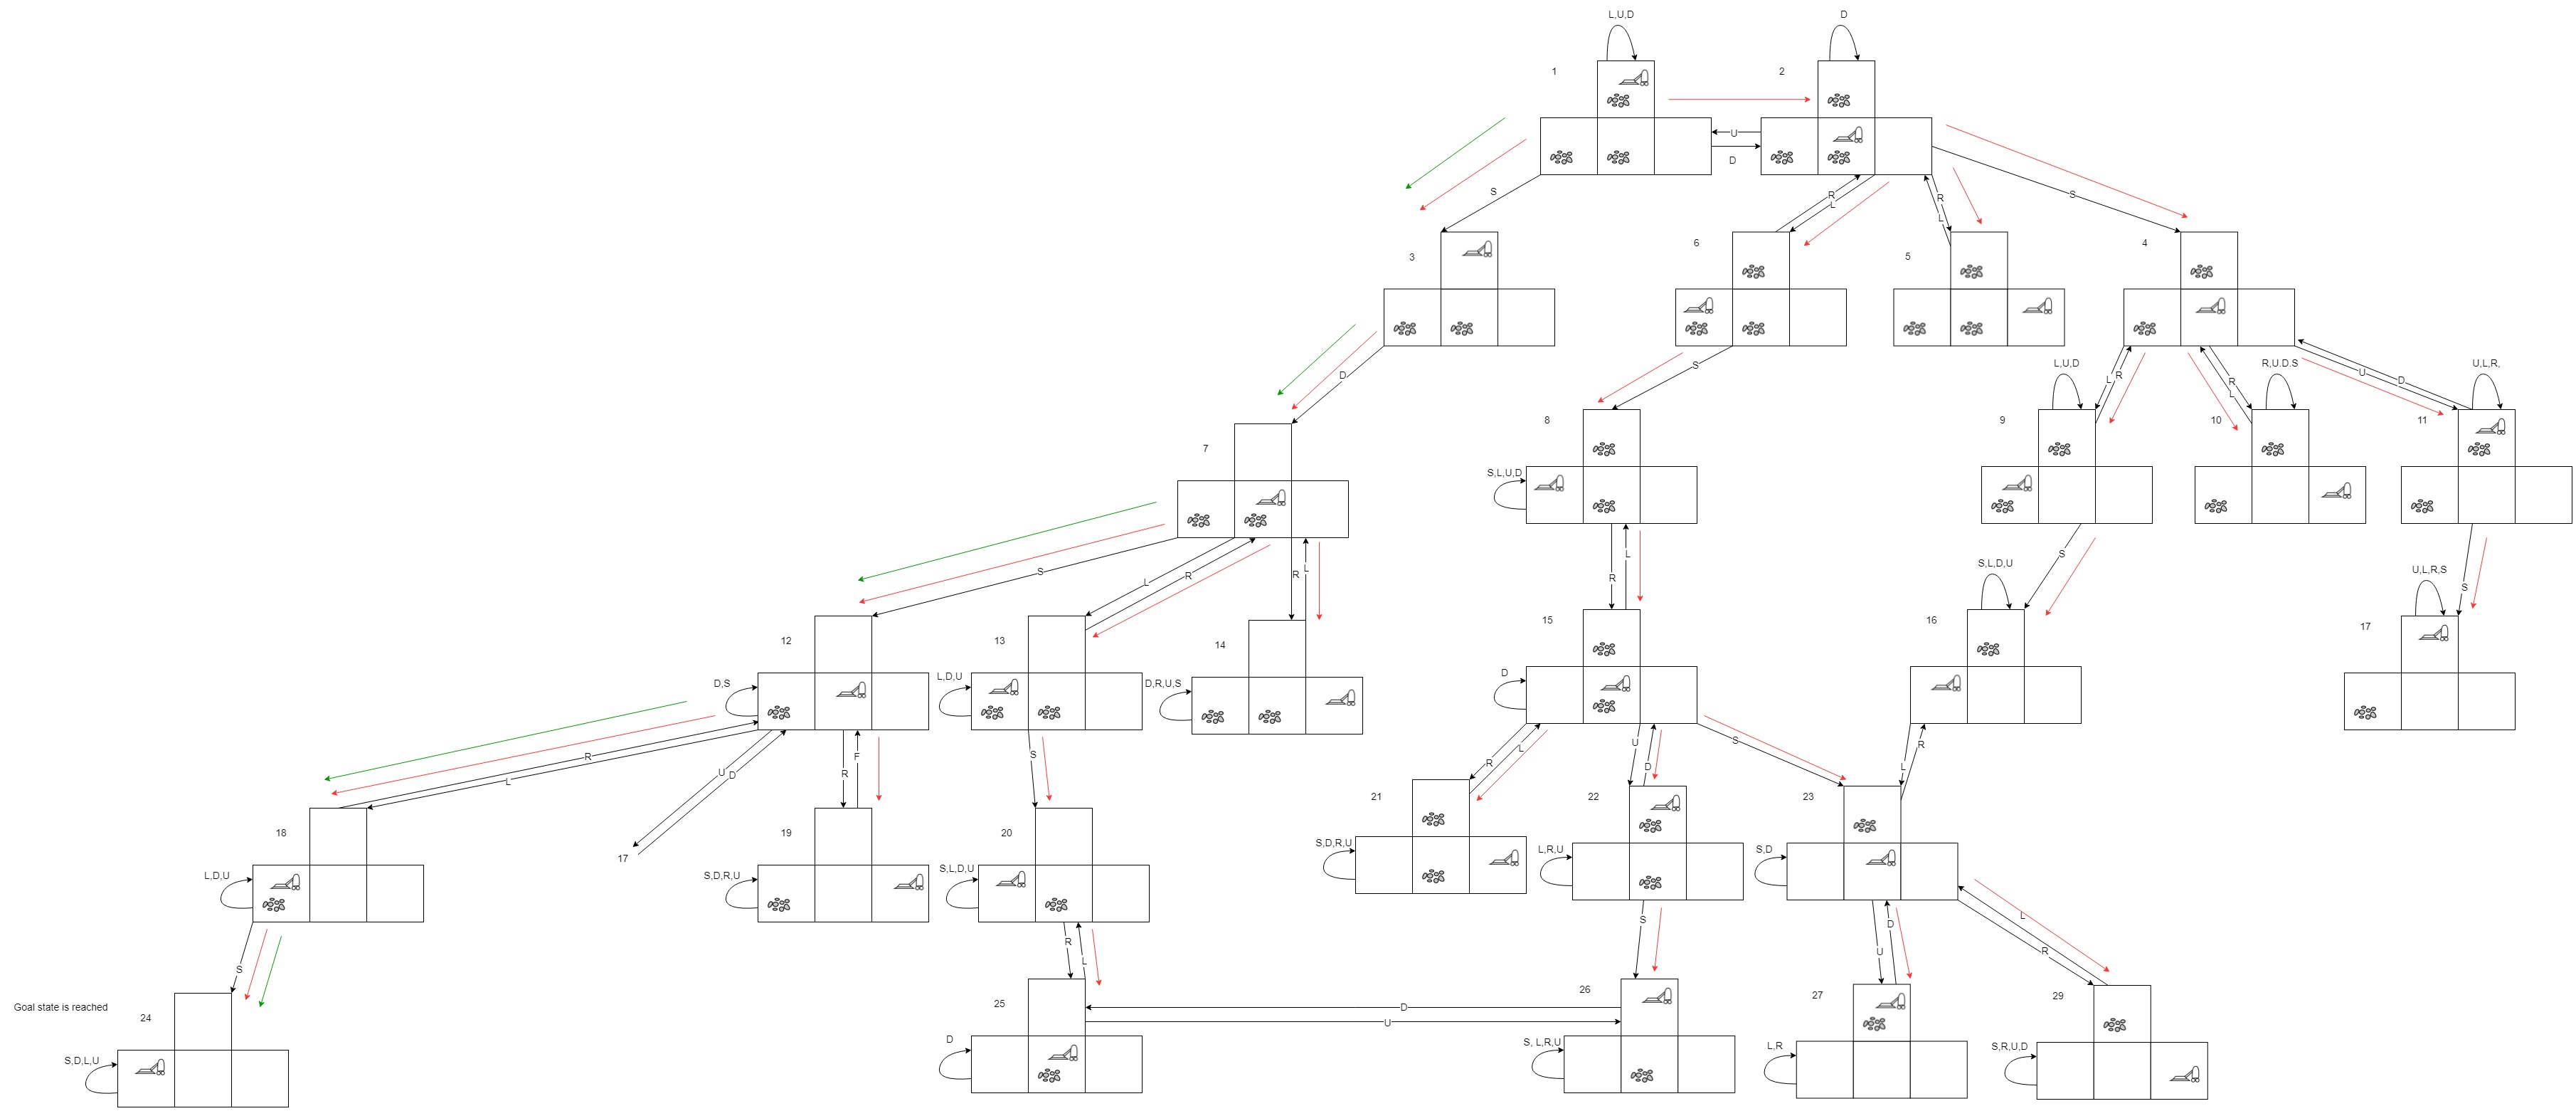 L,U,D
D
1
2
U
D
S
R
L
R
L
S
3
6
5
4
D
S
L
R
R
L
U
D
L,U,D
R,U.D.S
U,L,R,
7
8
9
10
11
S,L,U,D
S
L
R
R
L
R
L
S
S
S,L,D,U
U,L,R,S
12
13
14
15
16
17
D,S
L,D,U
D,R,U,S
D
R
L
U
D
R
F
S
R
L
U
D
S
L
R
17
18
19
20
21
22
23
L,D,U
S,D,R,U
S,L,D,U
S,D,R,U
L,R,U
S,D
S
R
L
S
U
D
L
R
Goal state is reached
24
25
26
27
29
D
U
S,D,L,U
D
S, L,R,U
L,R
S,R,U,D